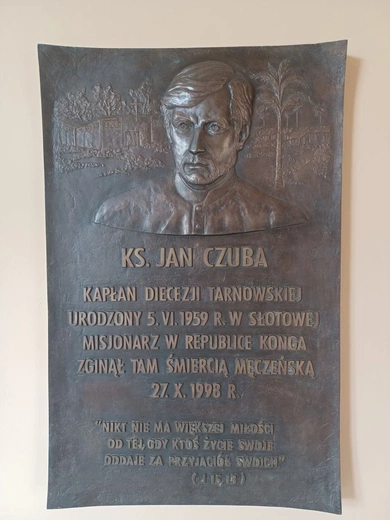 KS. JAN CZUBA
KAPŁAN DIECEZJI TARNOWSKIEJ
URODZONY 5. VI. 1959 R. W SŁOTOWEJ
MISJONARZ W REPUBLICE KONGA
ZGINĄŁ TAM ŚMIERCIĄ MĘCZEŃSKĄ
27. X. 1998 R.
"NIKT NIE MA WIĘKSZEJ MIŁOŚCI
OD TEJ, GDY KTOŚ ŻYCIE SWOJE
ODDAJE ZA PRZYJACIÓŁ SWOICH"